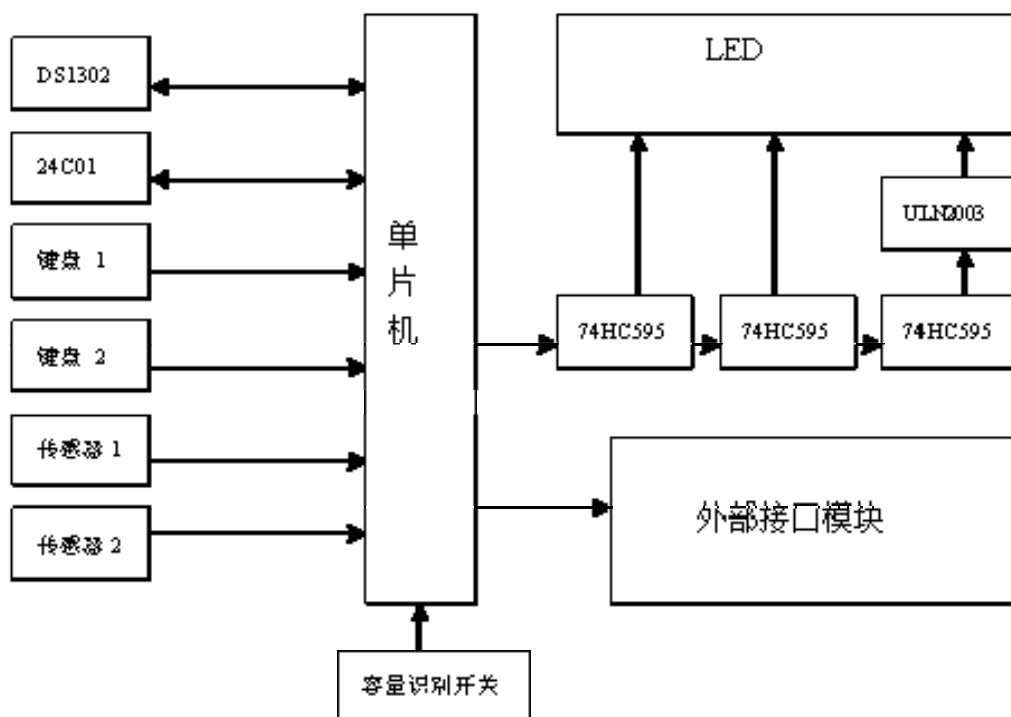 LED
DS1302
24C01
键盘 1
键盘 2
传感器 1
传感器 2
单
片
机
ULN2003
74HC595
74HC595
74HC595
外部接口模块
容量识别开关